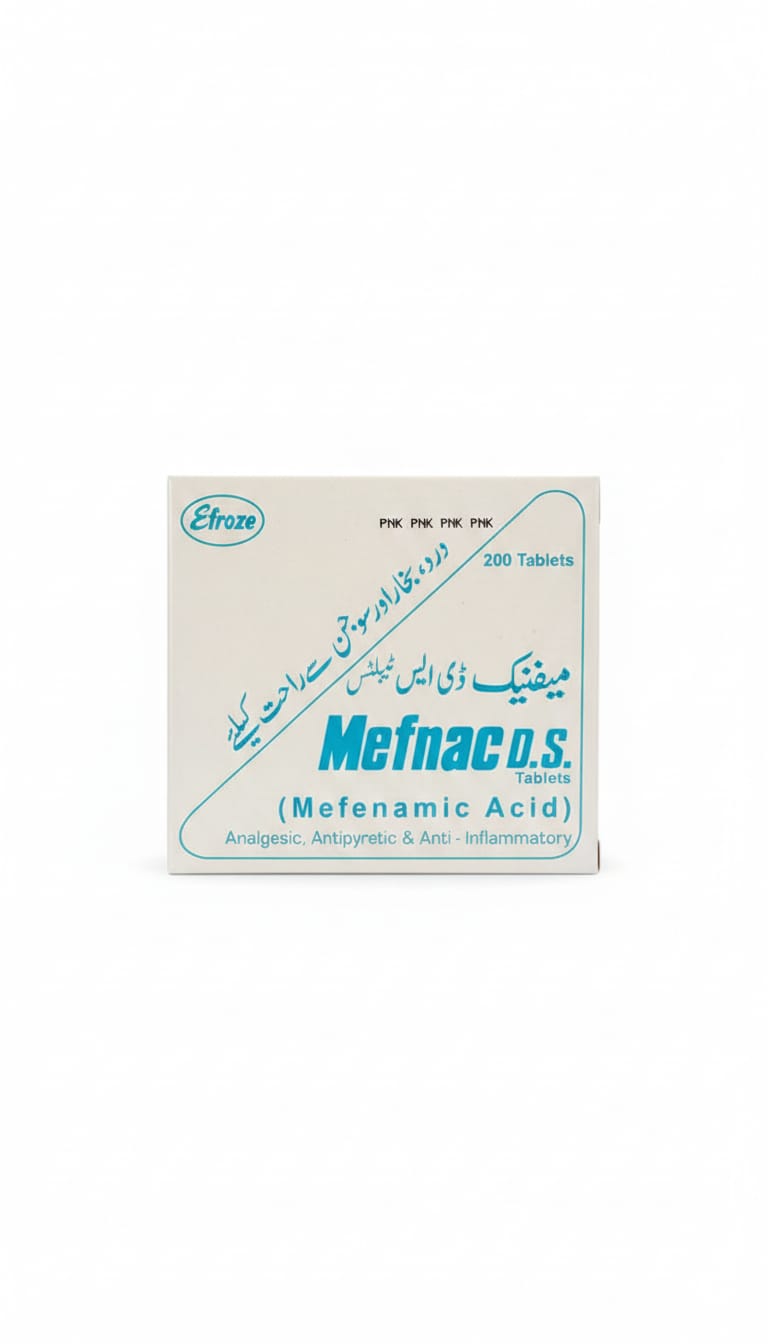 Efroze
PNK PNK PNK PNK
200 Tablets
درد، بخار اور سوجن سے راحت کیلئے
میفنیک ڈی ایس ٹیبلٹس
Mefnac D.S.
Tablets
(Mefenamic Acid)
Analgesic, Antipyretic & Anti - Inflammatory